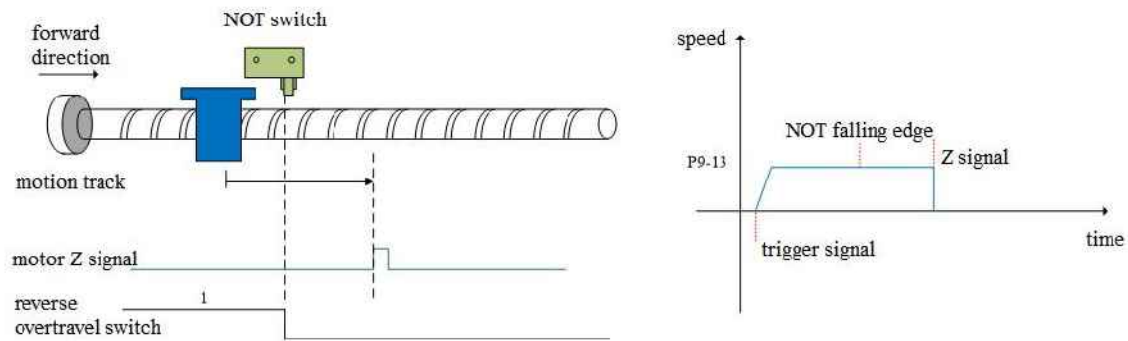 NOT switch
forward
direction
motion track
motor Z signal
1
reverse
overtravel switch
speed
NOT falling edge
Z signal
P9-13
time
trigger signal